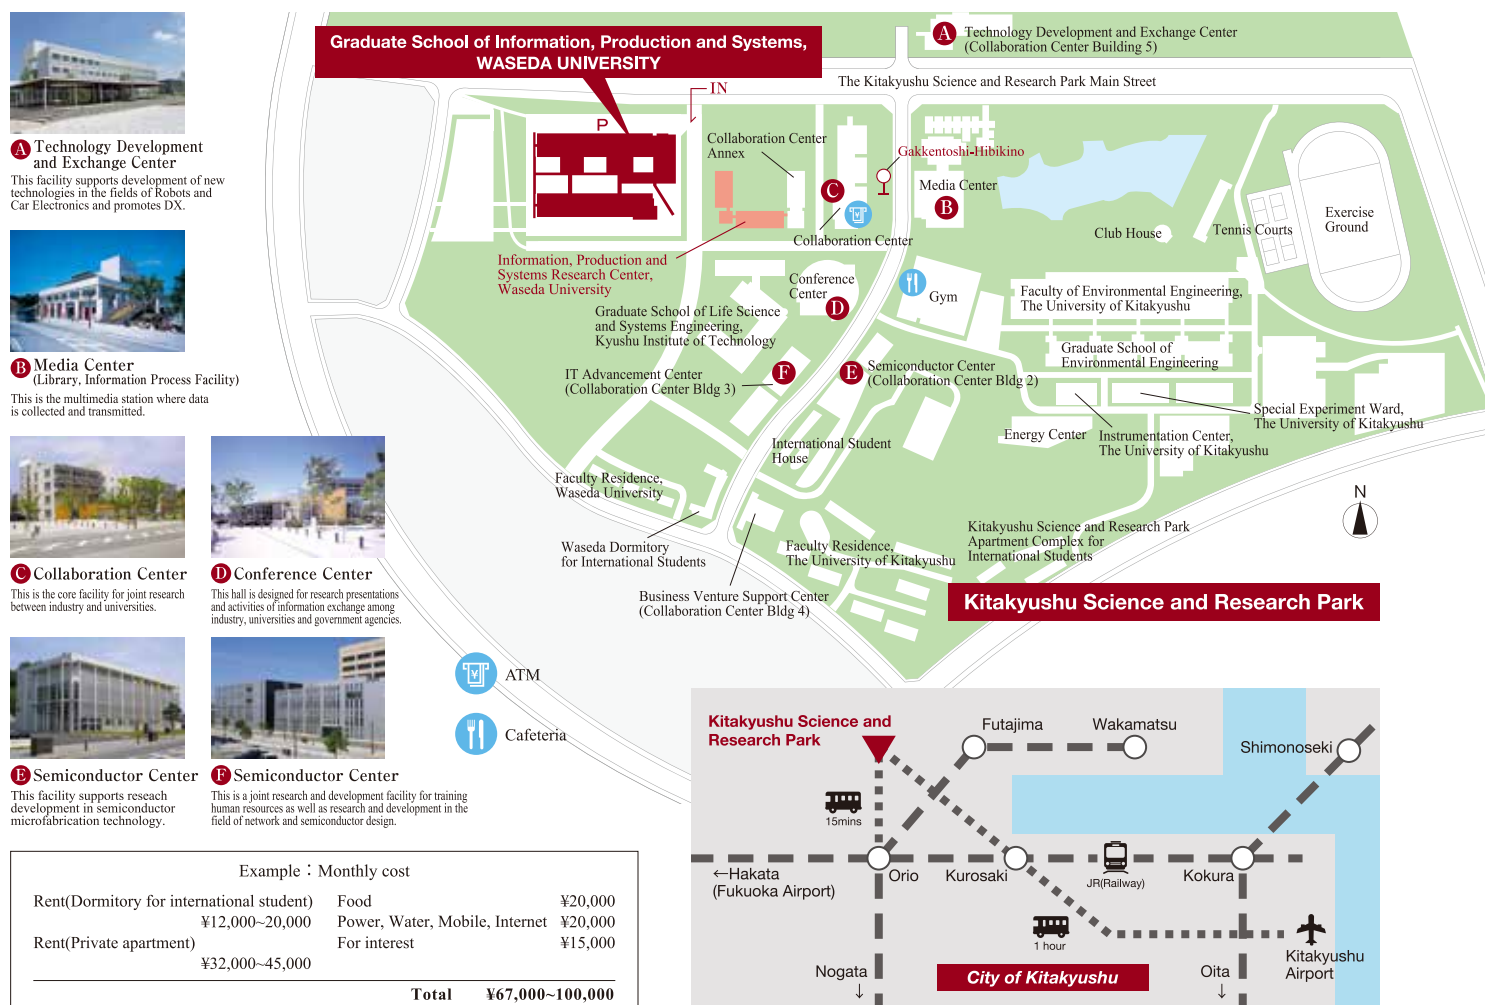 Graduate School of Information, Production and Systems,
WASEDA UNIVERSITY
A Technology Development and Exchange Center
(Collaboration Center Building 5)
The Kitakyushu Science and Research Park Main Street
IN
P
Collaboration Center
Annex
Gakkentoshi-Hibikino
Media Center
B
C
¥
Collaboration Center
Club House
Tennis Courts
Exercise
Ground
Information, Production and
Systems Research Center,
Waseda University
Conference
Center
D
Gym
Faculty of Environmental Engineering,
The University of Kitakyushu
Graduate School of Life Science
and Systems Engineering,
Kyushu Institute of Technology
Graduate School of
Environmental Engineering
IT Advancement Center
(Collaboration Center Bldg 3)
F
E Semiconductor Center
(Collaboration Center Bldg 2)
Special Experiment Ward,
The University of Kitakyushu
Energy Center
Instrumentation Center,
The University of Kitakyushu
International Student
House
Faculty Residence,
Waseda University
N
Waseda Dormitory
for International Students
Faculty Residence,
The University of Kitakyushu
Kitakyushu Science and Research Park
Apartment Complex for
International Students
Business Venture Support Center
(Collaboration Center Bldg 4)
Kitakyushu Science and Research Park
A Technology Development
and Exchange Center
This facility supports development of new
technologies in the fields of Robots and
Car Electronics and promotes DX.
B Media Center
(Library, Information Process Facility)
This is the multimedia station where data
is collected and transmitted.
C Collaboration Center
This is the core facility for joint research
between industry and universities.
D Conference Center
This hall is designed for research presentations
and activities of information exchange among
industry, universities and government agencies.
E Semiconductor Center
This facility supports reseach
development in semiconductor
microfabrication technology.
F Semiconductor Center
This is a joint research and development facility for training
human resources as well as research and development in the
field of network and semiconductor design.
¥ ATM
Cafeteria
Example：Monthly cost
Rent(Dormitory for international student)
¥12,000~20,000
Rent(Private apartment)
¥32,000~45,000
Food ¥20,000
Power, Water, Mobile, Internet ¥20,000
For interest ¥15,000
Total ¥67,000~100,000
Kitakyushu Science and
Research Park
Futajima
Wakamatsu
Shimonoseki
15mins
←Hakata
(Fukuoka Airport)
Orio
Kurosaki
JR(Railway)
Kokura
1 hour
Kitakyushu
Airport
Nogata
↓
City of Kitakyushu
Oita
↓